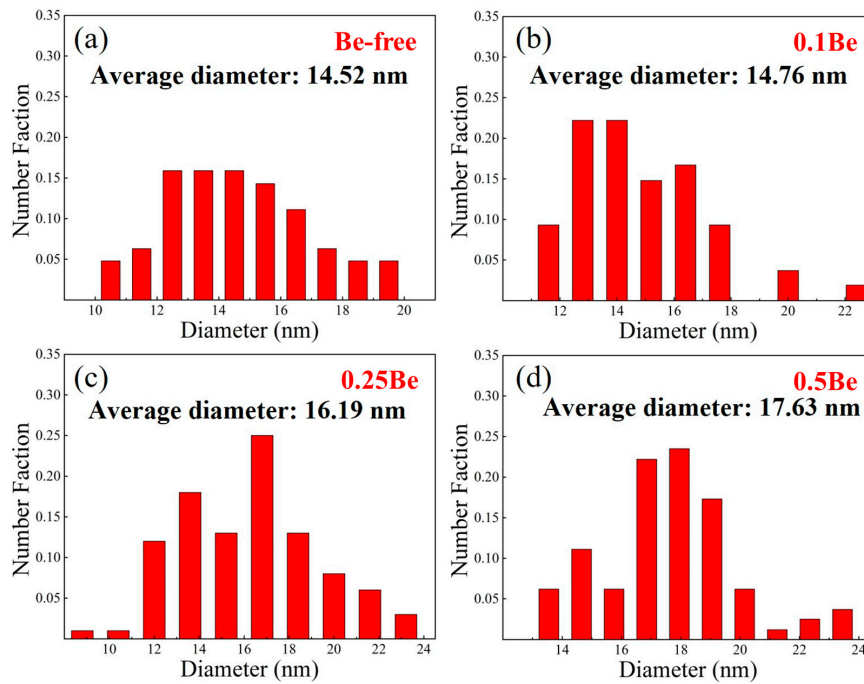 (a)
Be-free
Average diameter: 14.52 nm
Number Faction
0.35
0.30
0.25
0.20
0.15
0.10
0.05
10 12 14 16 18 20
Diameter (nm)
(b)
0.1Be
Average diameter: 14.76 nm
Number Faction
0.35
0.30
0.25
0.20
0.15
0.10
0.05
12 14 16 18 20 22
Diameter (nm)
(c)
0.25Be
Average diameter: 16.19 nm
Number Faction
0.35
0.30
0.25
0.20
0.15
0.10
0.05
10 12 14 16 18 20 22 24
Diameter (nm)
(d)
0.5Be
Average diameter: 17.63 nm
Number Faction
0.35
0.30
0.25
0.20
0.15
0.10
0.05
14 16 18 20 22 24
Diameter (nm)